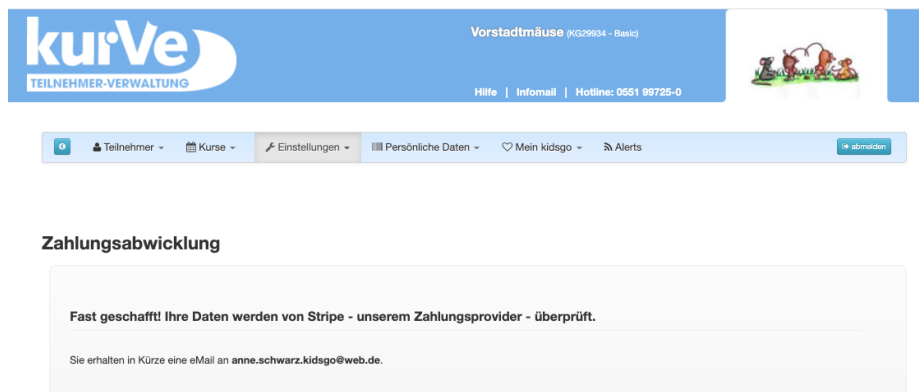 kurVe
TEILNEHMER-VERWALTUNG
Vorstadtmäuse (KG29934 - Basic)
Hilfe | Infomail | Hotline: 0551 99725-0
Teilnehmer Kurse Einstellungen Persönliche Daten Mein kidsgo Alerts abmelden
Zahlungsabwicklung
Fast geschafft! Ihre Daten werden von Stripe - unserem Zahlungsprovider - überprüft.
Sie erhalten in Kürze eine eMail an anne.schwarz.kidsgo@web.de.